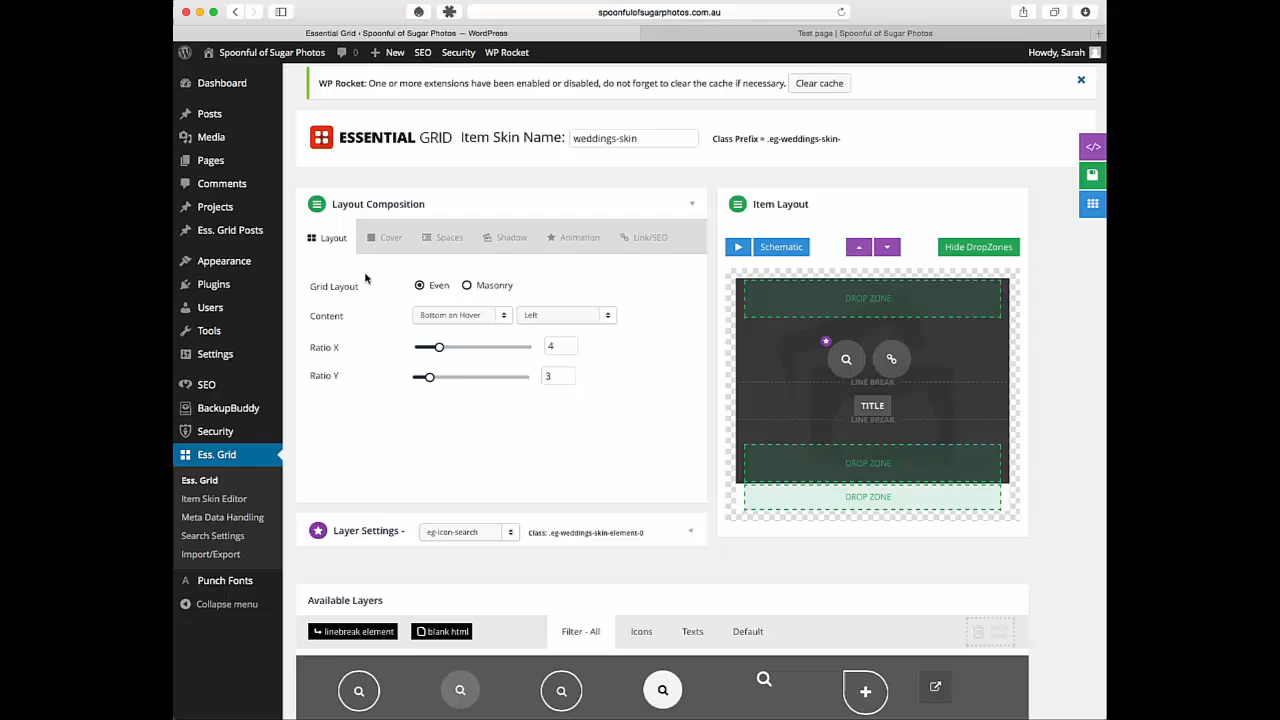 spoonfulofsugarphotos.com.au
Essential Grid ‹ Spoonful of Sugar Photos — WordPress
Test page | Spoonful of Sugar Photos
Spoonful of Sugar Photos
0
New
SEO
Security
WP Rocket
Howdy, Sarah
Dashboard
Posts
Media
Pages
Comments
Projects
Ess. Grid Posts
Appearance
Plugins
Users
Tools
Settings
SEO
BackupBuddy
Security
Ess. Grid
Ess. Grid
Item Skin Editor
Meta Data Handling
Search Settings
Import/Export
Punch Fonts
Collapse menu
WP Rocket: One or more extensions have been enabled or disabled, do not forget to clear the cache if necessary.
Clear cache
ESSENTIAL GRID
Item Skin Name:
weddings-skin
Class Prefix = .eg-weddings-skin-
Layout Composition
Layout
Cover
Spaces
Shadow
Animation
Link/SEO
Grid Layout
Even
Masonry
Content
Bottom on Hover
Left
Ratio X
4
Ratio Y
3
Item Layout
Schematic
Hide DropZones
DROP ZONE
LINE BREAK
TITLE
LINE BREAK
DROP ZONE
DROP ZONE
Layer Settings -
eg-icon-search
Class: .eg-weddings-skin-element-0
Available Layers
linebreak element
blank html
Filter - All
Icons
Texts
Default